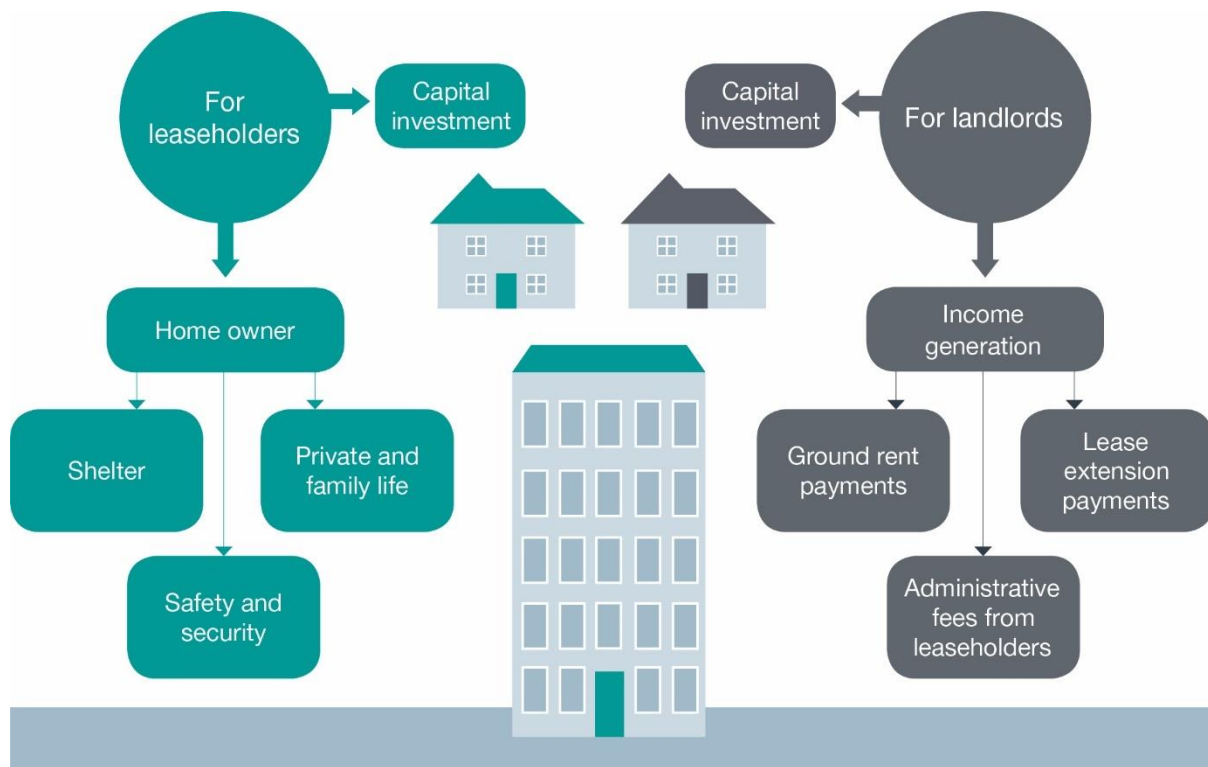 For
leaseholders
Capital
investment
Home owner
Shelter
Private and
family life
Safety and
security
Capital
investment
For landlords
Income
generation
Ground rent
payments
Lease
extension
payments
Administrative
fees from
leaseholders